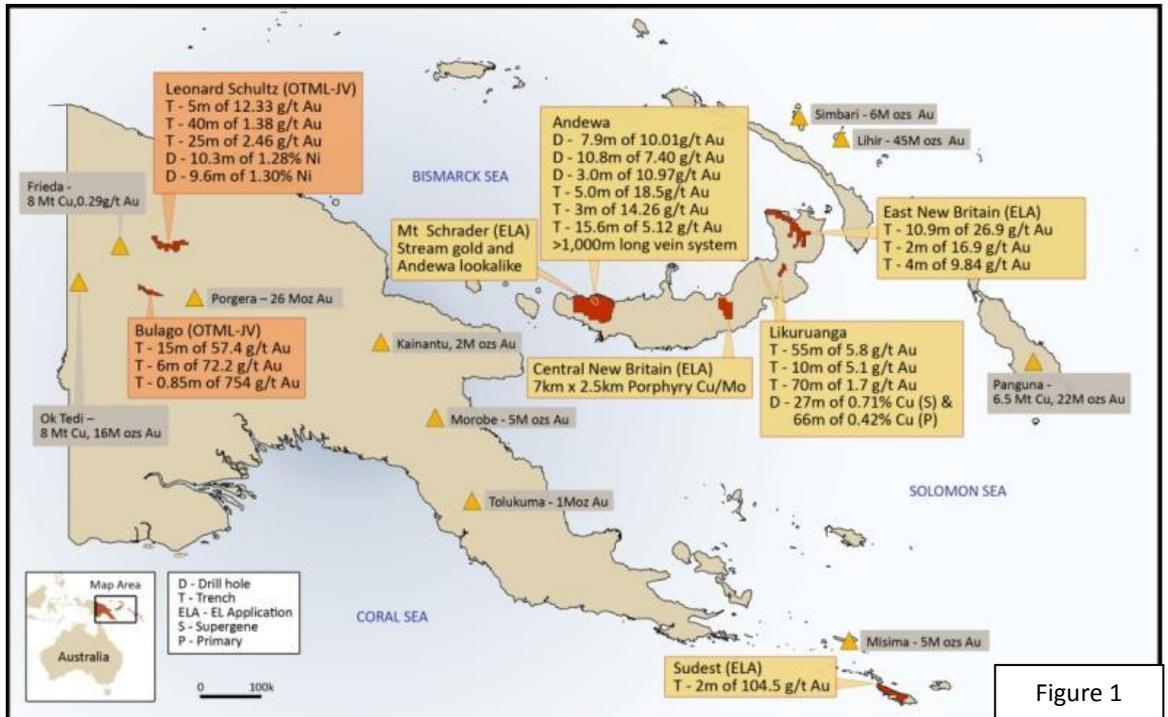 Leonard Schultz (OTML-JV)
T - 5m of 12.33 g/t Au
T - 40m of 1.38 g/t Au
T - 25m of 2.46 g/t Au
D - 10.3m of 1.28% Ni
D - 9.6m of 1.30% Ni
Frieda -
8 Mt Cu,0.29g/t Au
BISMARCK SEA
Andewa
D - 7.9m of 10.01g/t Au
D - 10.8m of 7.40 g/t Au
D - 3.0m of 10.97g/t Au
T - 5.0m of 18.5g/t Au
T - 3m of 14.26 g/t Au
T - 15.6m of 5.12 g/t Au
>1,000m long vein system
Simbari - 6M ozs Au
Lihir - 45M ozs Au
Mt Schrader (ELA)
Stream gold and
Andewa lookalike
East New Britain (ELA)
T - 10.9m of 26.9 g/t Au
T - 2m of 16.9 g/t Au
T - 4m of 9.84 g/t Au
Porgera – 26 Moz Au
Bulago (OTML-JV)
T - 15m of 57.4 g/t Au
T - 6m of 72.2 g/t Au
T - 0.85m of 754 g/t Au
Kainantu, 2M ozs Au
Central New Britain (ELA)
7km x 2.5km Porphyry Cu/Mo
Likuruanga
T - 55m of 5.8 g/t Au
T - 10m of 5.1 g/t Au
T - 70m of 1.7 g/t Au
D - 27m of 0.71% Cu (S) &
66m of 0.42% Cu (P)
Panguna -
6.5 Mt Cu, 22M ozs Au
Ok Tedi –
8 Mt Cu, 16M ozs Au
Morobe - 5M ozs Au
Tolukuma - 1Moz Au
SOLOMON SEA
CORAL SEA
Map Area
Australia
D - Drill hole
T - Trench
ELA - EL Application
S - Supergene
P - Primary
0 100k
Misima - 5M ozs Au
Sudest (ELA)
T - 2m of 104.5 g/t Au
Figure 1